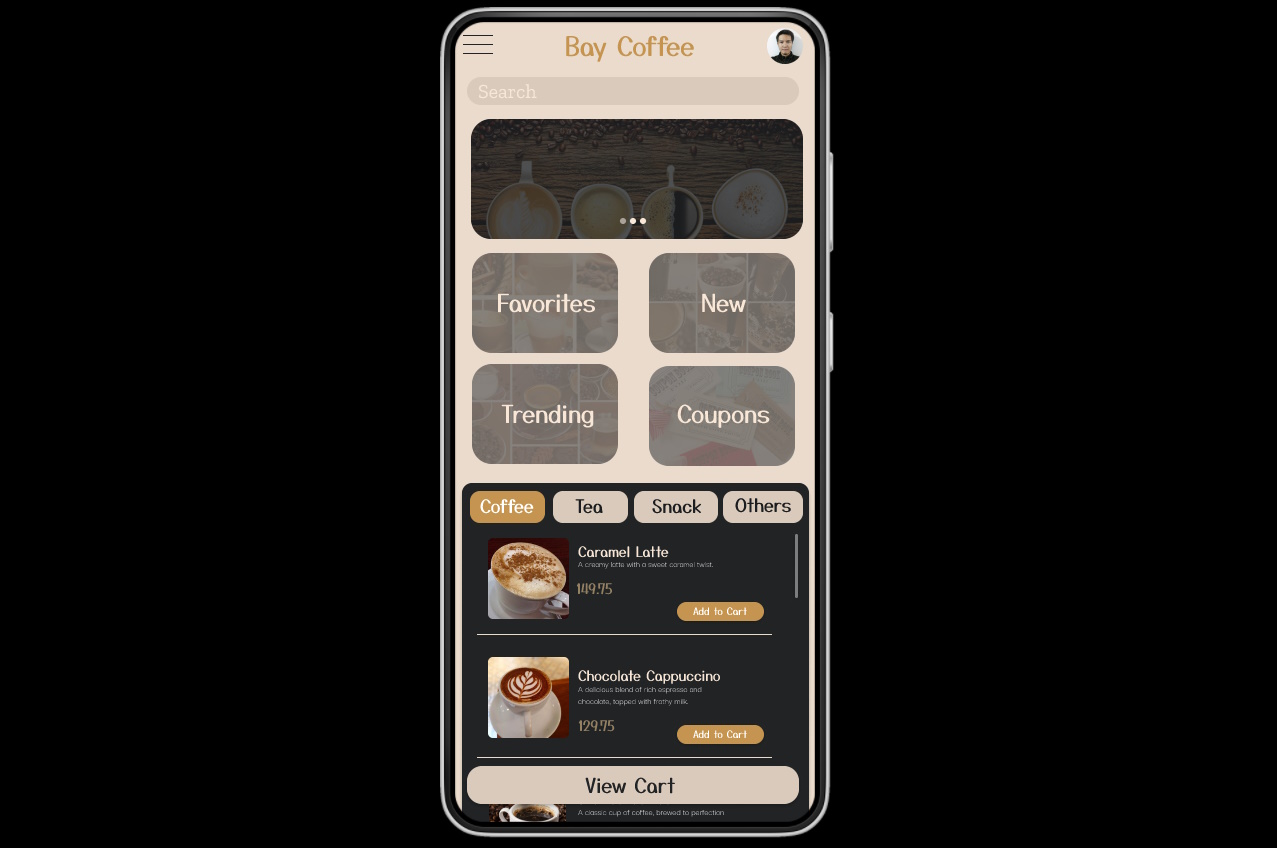 Bay Coffee
Search
Favorites
New
Trending
Coupons
Coffee
Tea
Snack
Others
Caramel Latte
A creamy latte with a sweet caramel twist.
149.75
Add to Cart
Chocolate Cappuccino
A delicious blend of rich espresso and
chocolate, topped with frothy milk.
129.75
Add to Cart
View Cart
A classic cup of coffee, brewed to perfection